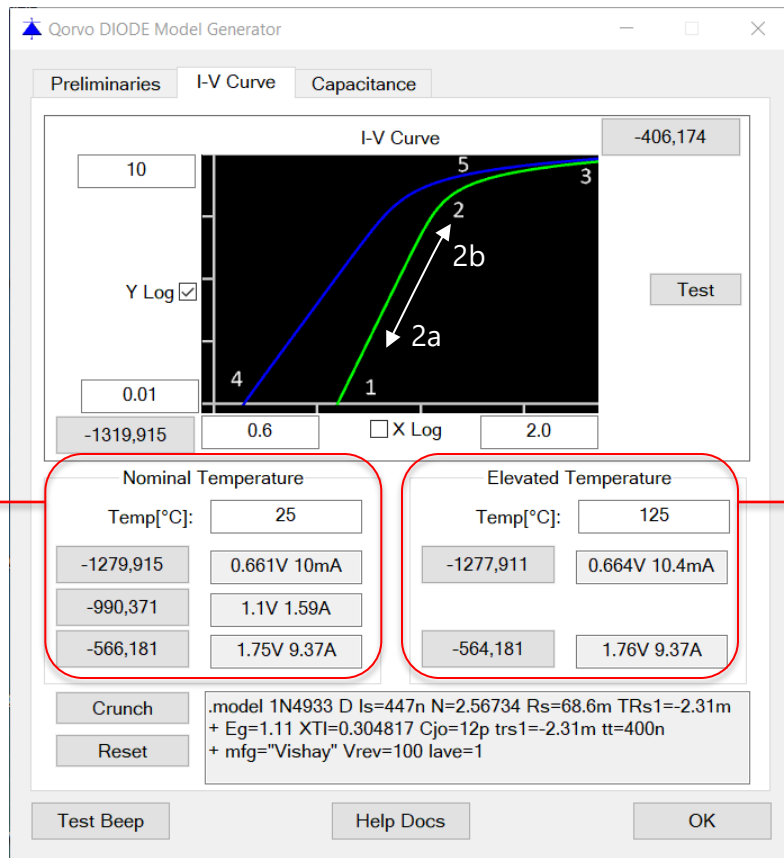 Qorvo DIODE Model Generator
Preliminaries I-V Curve Capacitance
I-V Curve
-406,174
10
5
3
2
2b
Y Log
Test
2a
4
1
0.01
-1319,915
0.6
X Log
2.0
Nominal Temperature
Temp[°C]: 25
-1279,915 0.661V 10mA
-990,371 1.1V 1.59A
-566,181 1.75V 9.37A
Elevated Temperature
Temp[°C]: 125
-1277,911 0.664V 10.4mA
-564,181 1.76V 9.37A
Crunch
Reset
.model 1N4933 D Is=447n N=2.56734 Rs=68.6m TRs1=-2.31m
+ Eg=1.11 XTI=0.304817 Cjo=12p trs1=-2.31m tt=400n
+ mfg="Vishay" Vrev=100 Iave=1
Test Beep Help Docs OK